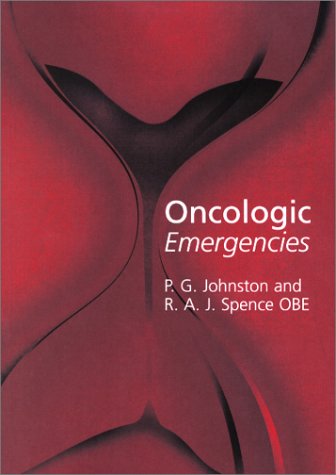 Oncologic
Emergencies
P. G. Johnston and
R. A. J. Spence OBE